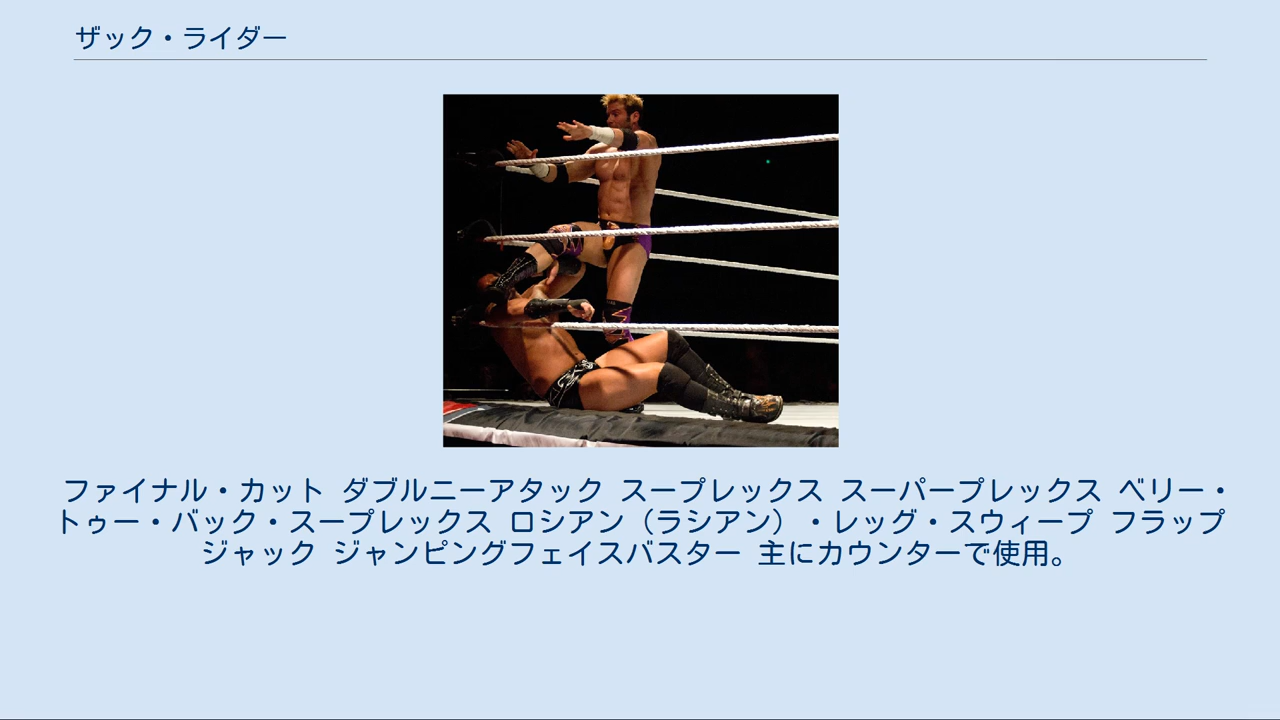 ザック・ライダー
ファイナル・カット ダブルニーアタック スープレックス スーパープレックス ベリー・
トゥー・バック・スープレックス ロシアン（ラシアン）・レッグ・スウィープ フラップ
ジャック ジャンピングフェイスバスター 主にカウンターで使用。